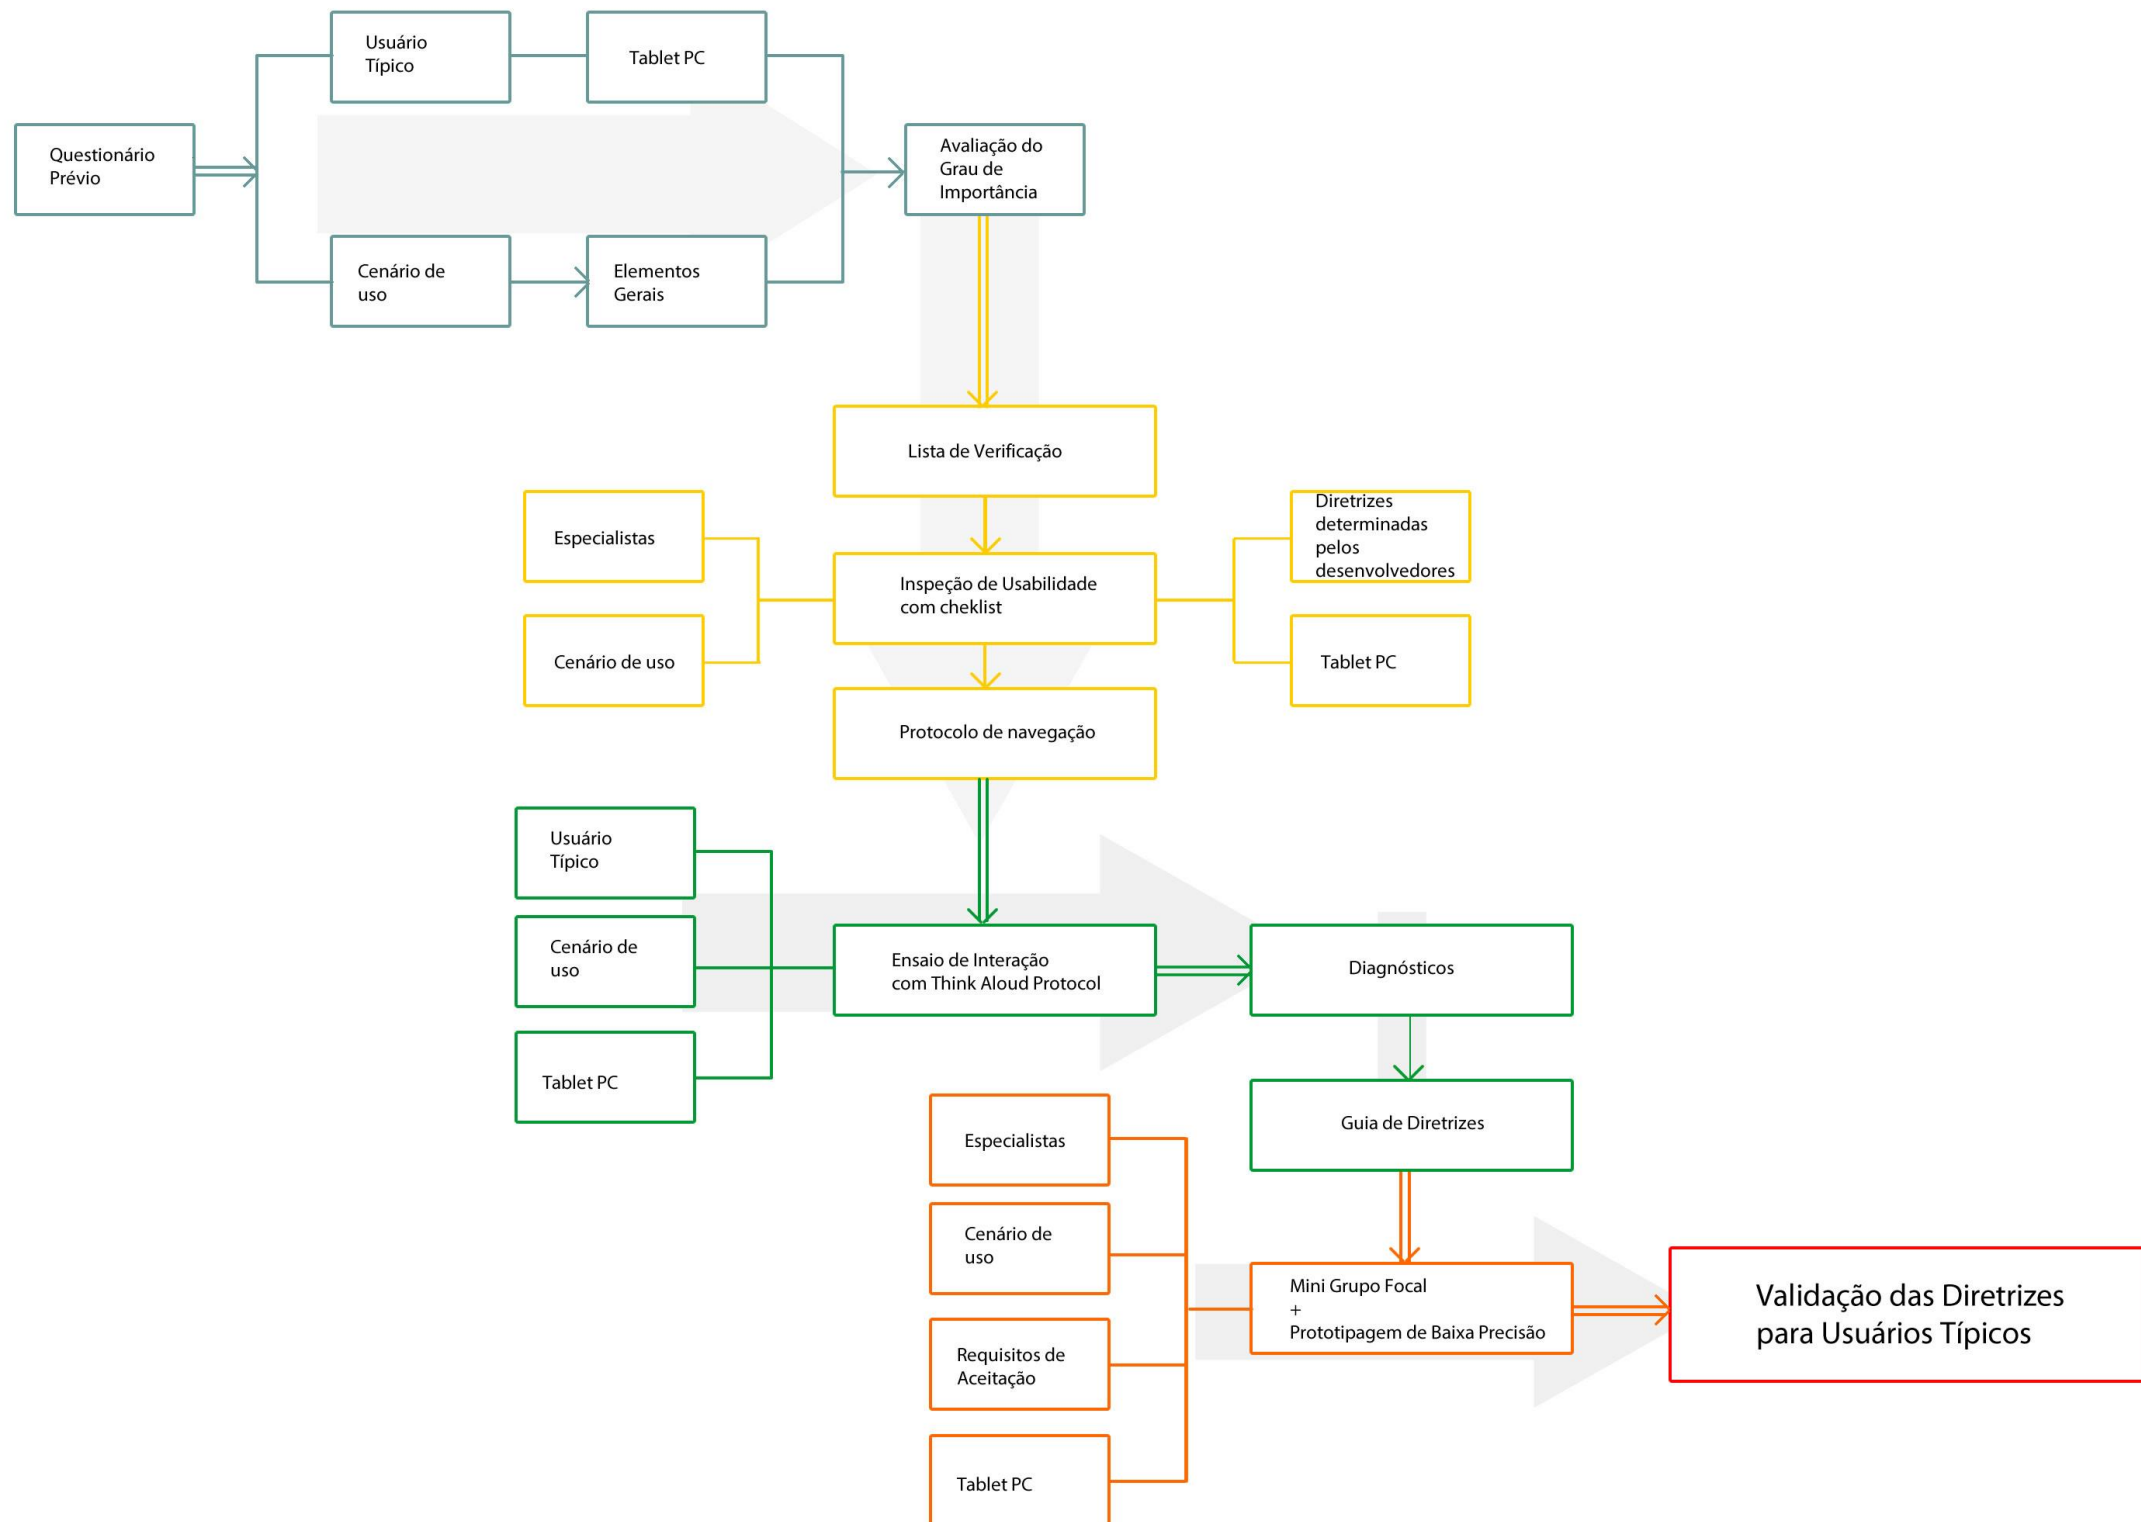 Usuário
Típico
Tablet PC
Questionário
Prévio
Avaliação do
Grau de
Importância
Cenário de
uso
Elementos
Gerais
Lista de Verificação
Especialistas
Cenário de uso
Inspeção de Usabilidade
com cheklist
Diretrizes
determinadas
pelos
desenvolvedores
Tablet PC
Protocolo de navegação
Usuário
Típico
Cenário de
uso
Tablet PC
Ensaio de Interação
com Think Aloud Protocol
Diagnósticos
Guia de Diretrizes
Especialistas
Cenário de
uso
Requisitos de
Aceitação
Tablet PC
Mini Grupo Focal
+
Prototipagem de Baixa Precisão
Validação das Diretrizes
para Usuários Típicos